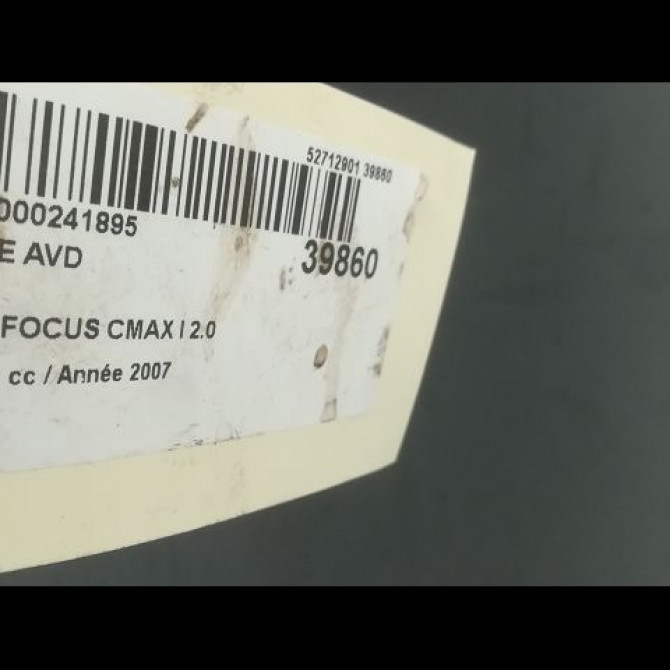 52712901 39860
000241895
E AVD
39860
FOCUS CMAX I 2.0
cc / Année 2007